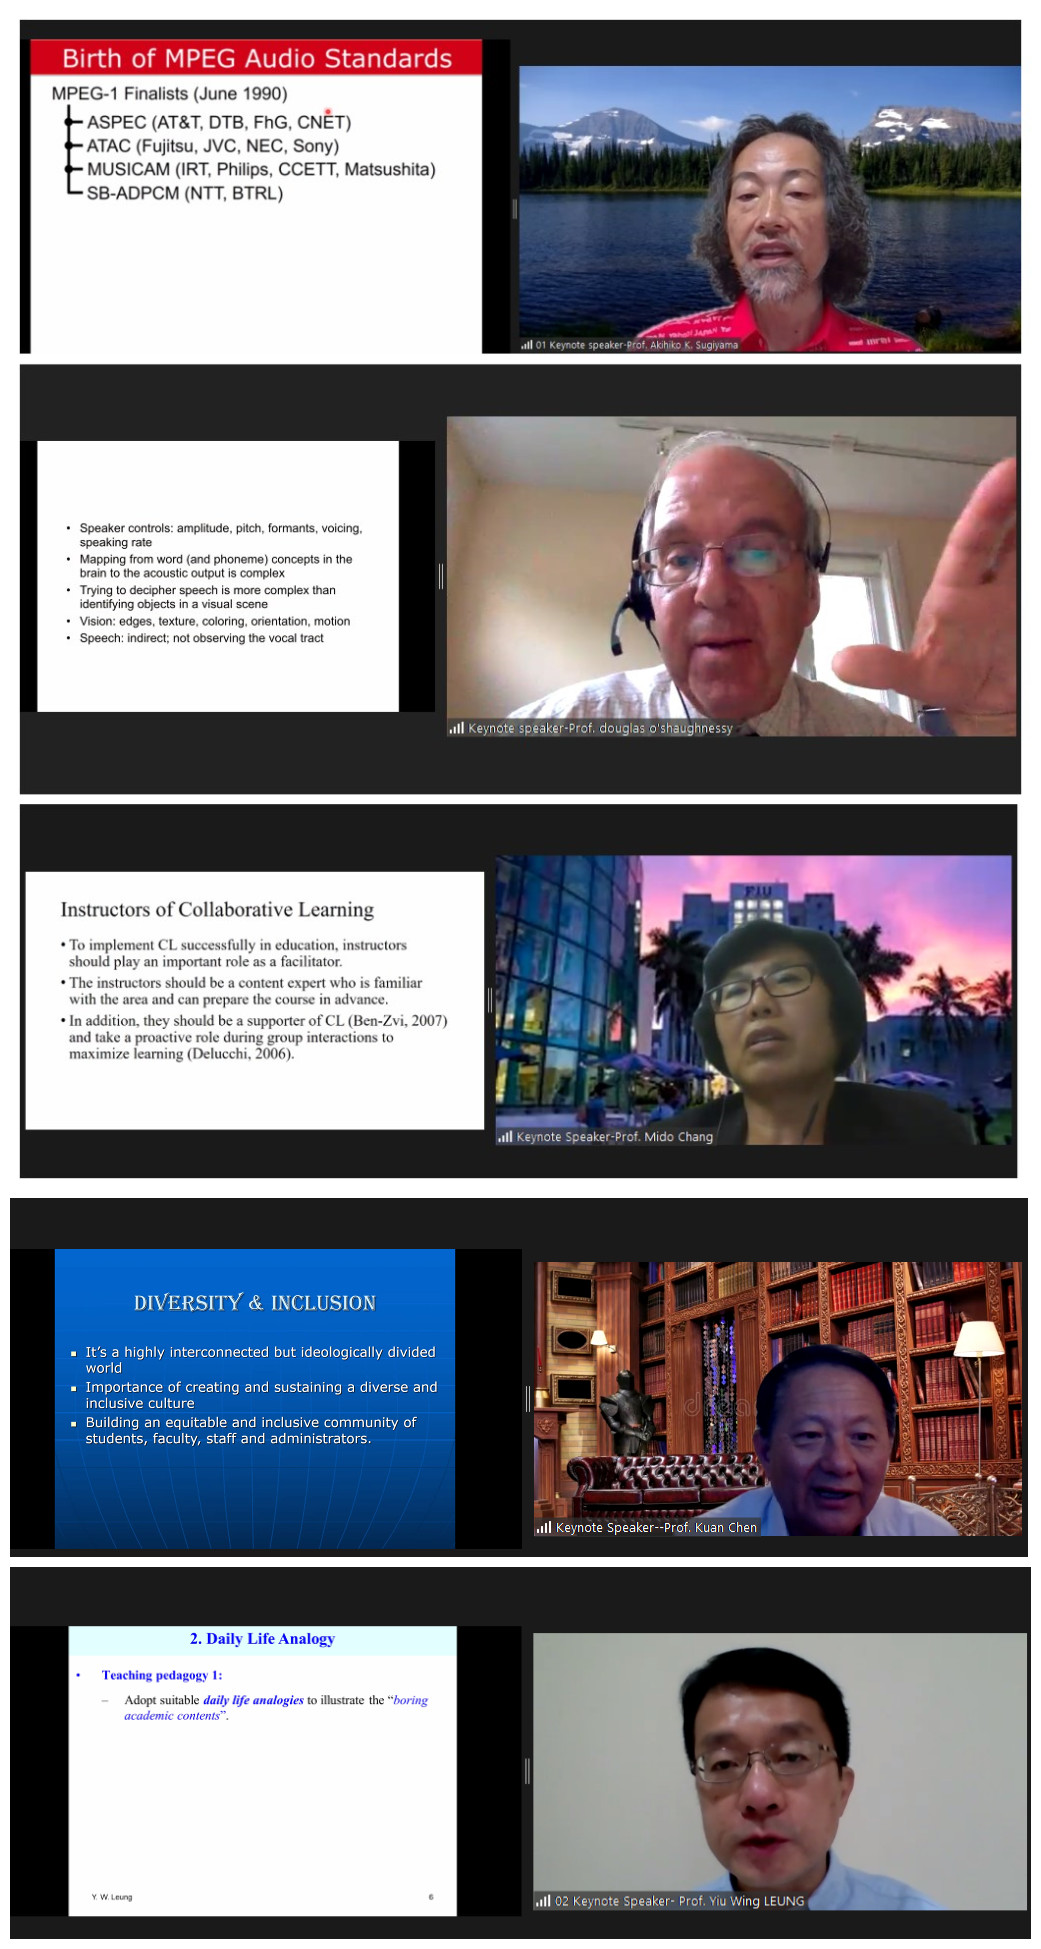 Birth of MPEG Audio Standards
MPEG-1 Finalists (June 1990)
ASPEC (AT&T, DTB, FhG, CNET)
ATAC (Fujitsu, JVC, NEC, Sony)
MUSICAM (IRT, Philips, CCETT, Matsushita)
SB-ADPCM (NTT, BTRL)
01 Keynote speaker-Prof. Akihiko K. Sugiyama
• Speaker controls: amplitude, pitch, formants, voicing,
speaking rate
• Mapping from word (and phoneme) concepts in the
brain to the acoustic output is complex
• Trying to decipher speech is more complex than
identifying objects in a visual scene
• Vision: edges, texture, coloring, orientation, motion
• Speech: indirect; not observing the vocal tract
Keynote speaker-Prof. douglas o'shaughnessy
Instructors of Collaborative Learning
• To implement CL successfully in education, instructors
should play an important role as a facilitator.
• The instructors should be a content expert who is familiar
with the area and can prepare the course in advance.
• In addition, they should be a supporter of CL (Ben-Zvi, 2007)
and take a proactive role during group interactions to
maximize learning (Delucchi, 2006).
FIU
Keynote Speaker-Prof. Mido Chang
DIVERSITY & INCLUSION
▪ It's a highly interconnected but ideologically divided
world
▪ Importance of creating and sustaining a diverse and
inclusive culture
▪ Building an equitable and inclusive community of
students, faculty, staff and administrators.
Keynote Speaker--Prof. Kuan Chen
2. Daily Life Analogy
• Teaching pedagogy 1:
– Adopt suitable daily life analogies to illustrate the “boring
academic contents”.
Y. W. Leung
6
02 Keynote Speaker- Prof. Yiu Wing LEUNG